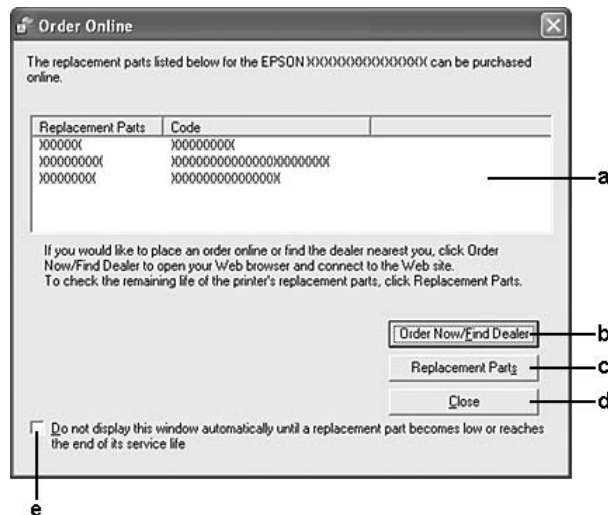 Order Online
The replacement parts listed below for the EPSON XXXXXXXXXXXXXXXX can be purchased
online.
Replacement Parts Code
XXXXXX XXXXXXXXX
XXXXXXXXX XXXXXXXXXXXXXXXXXXXXXXX
XXXXXXXX XXXXXXXXXXXXXXXX
a
If you would like to place an order online or find the dealer nearest you, click Order
Now/Find Dealer to open your Web browser and connect to the Web site.
To check the remaining life of the printer's replacement parts, click Replacement Parts.
Order Now/Find Dealer
b
Replacement Parts
c
Close
d
Do not display this window automatically until a replacement part becomes low or reaches
the end of its service life
e